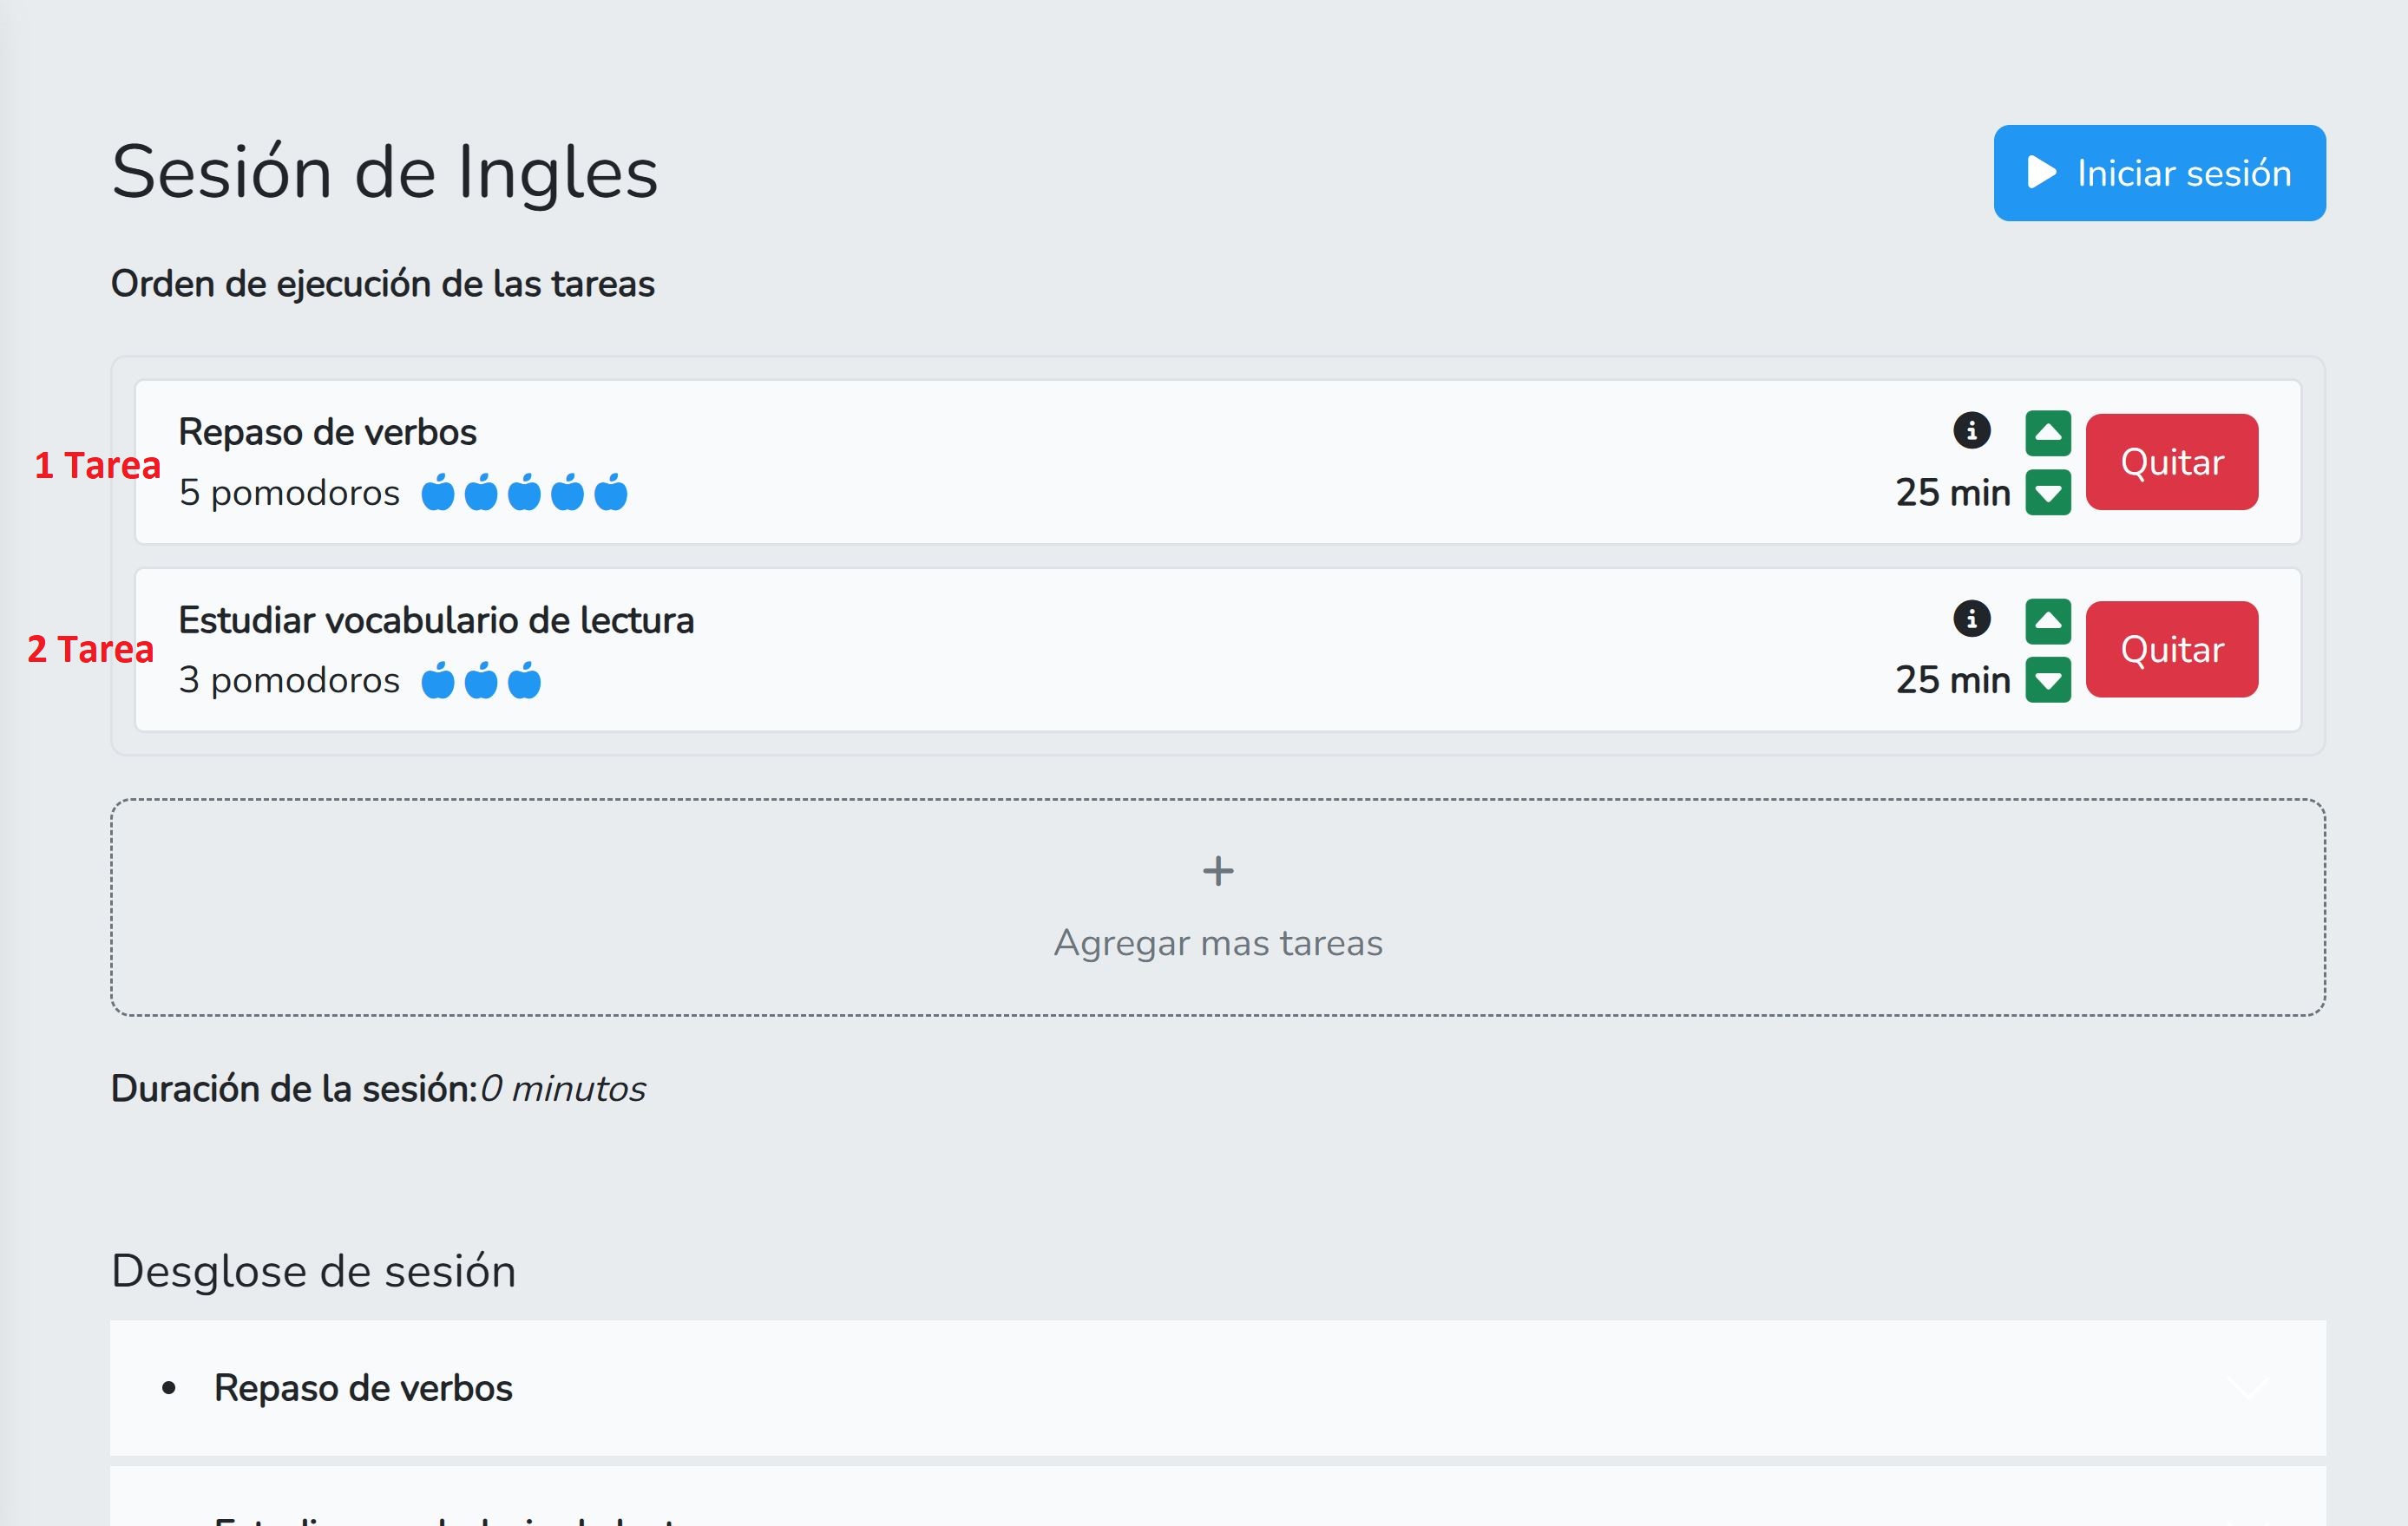 Sesión de Ingles
Iniciar sesión
Orden de ejecución de las tareas
1 Tarea
Repaso de verbos
5 pomodoros
25 min
Quitar
2 Tarea
Estudiar vocabulario de lectura
3 pomodoros
25 min
Quitar
+
Agregar mas tareas
Duración de la sesión:0 minutos
Desglose de sesión
• Repaso de verbos